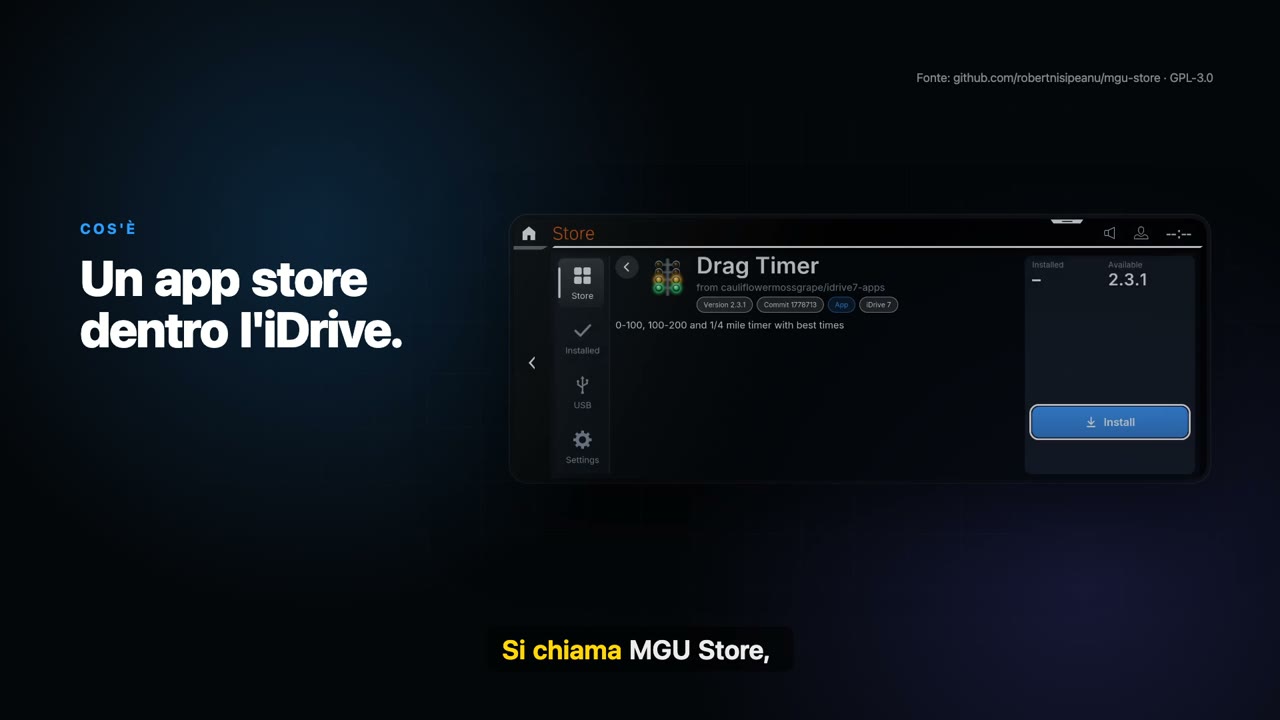 Fonte: github.com/robertnisipeanu/mgu-store · GPL-3.0
COS'È
Un app store
dentro l'iDrive.
Store
--:--
Store
Installed
USB
Settings
Drag Timer
from cauliflowermossgrape/idrive7-apps
Version 2.3.1 Commit 1776713 App iDrive 7
0-100, 100-200 and 1/4 mile timer with best times
Installed Available
– 2.3.1
Install
Si chiama MGU Store,